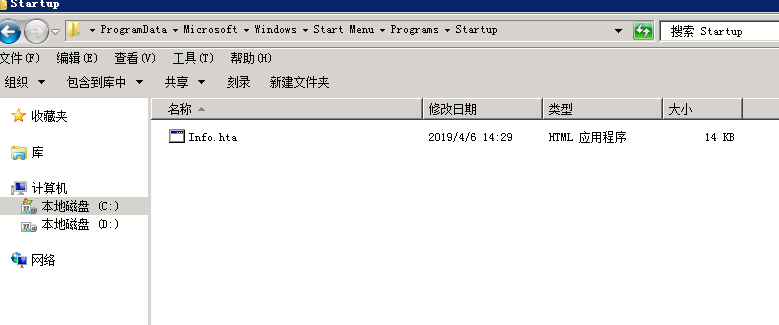 Startup
ProgramData Microsoft Windows Start Menu Programs Startup 搜索 Startup
文件(F) 编辑(E) 查看(V) 工具(T) 帮助(H)
组织 包含到库中 共享 刻录 新建文件夹
名称 修改日期 类型 大小
收藏夹
Info.hta 2019/4/6 14:29 HTML 应用程序 14 KB
库
计算机
本地磁盘 (C:)
本地磁盘 (D:)
网络